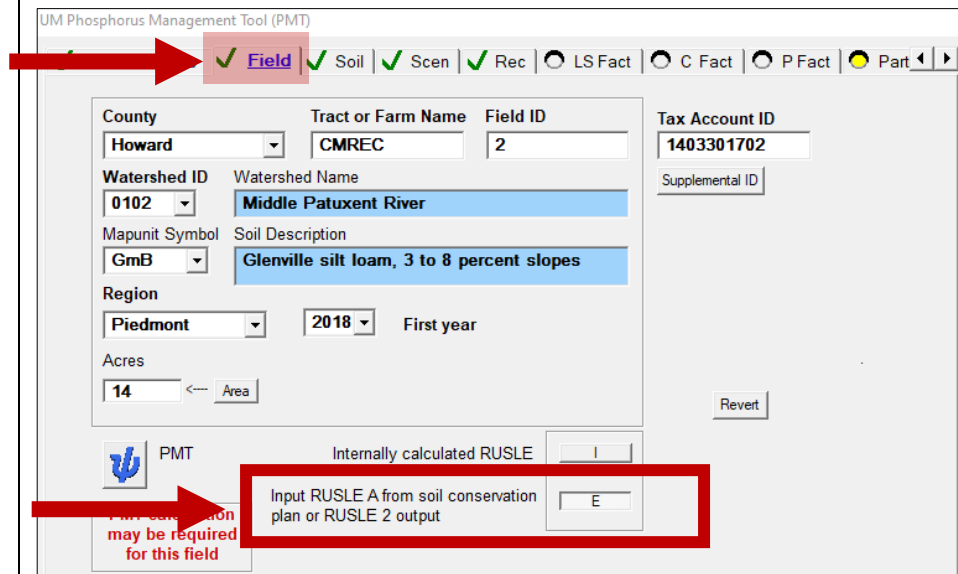 UM Phosphorus Management Tool (PMT)
Field Soil Scen Rec LS Fact C Fact P Fact Part
County Tract or Farm Name Field ID Tax Account ID
Howard CMREC 2 1403301702
Watershed ID Watershed Name Supplemental ID
0102 Middle Patuxent River
Mapunit Symbol Soil Description
GmB Glenville silt loam, 3 to 8 percent slopes
Region
Piedmont 2018 First year
Acres
14 <--- Area
Revert
PMT Internally calculated RUSLE I
Input RUSLE A from soil conservation
plan or RUSLE 2 output E
may be required
for this field